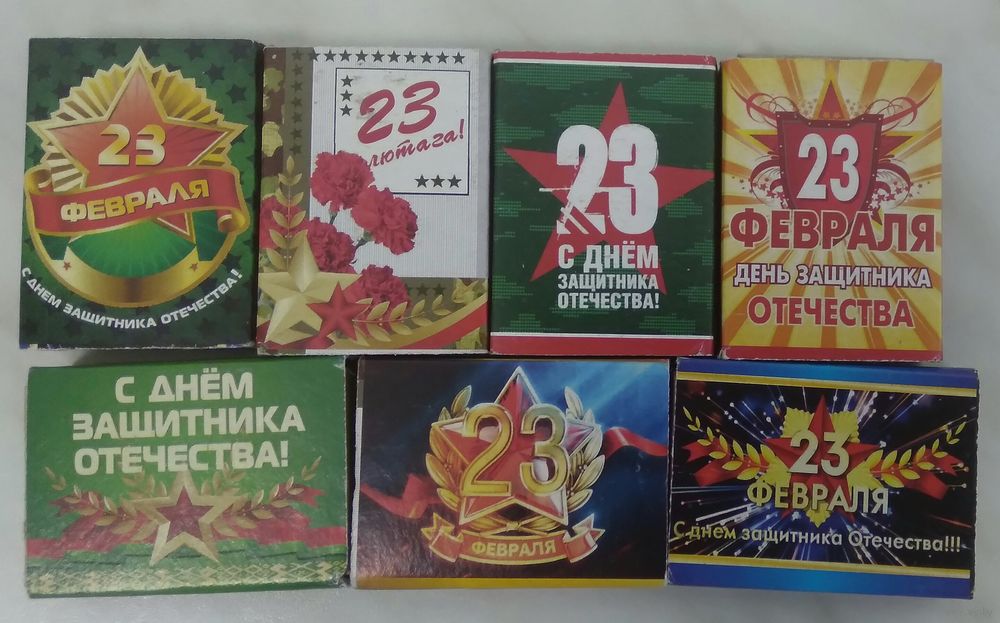 23
ФЕВРАЛЯ
С ДНЕМ ЗАЩИТНИКА ОТЕЧЕСТВА!
23
лютага!
23
С ДНЁМ
ЗАЩИТНИКА
ОТЕЧЕСТВА!
23
ФЕВРАЛЯ
ДЕНЬ ЗАЩИТНИКА
ОТЕЧЕСТВА
С ДНЁМ
ЗАЩИТНИКА
ОТЕЧЕСТВА!
23
ФЕВРАЛЯ
23
ФЕВРАЛЯ
С днем защитника Отечества!!!